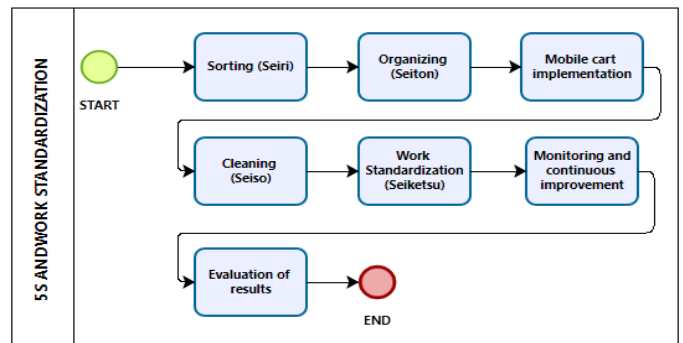 5S ANDWORK STANDARDIZATION
START
Sorting (Seiri)
Organizing
(Seiton)
Mobile cart
implementation
Cleaning
(Seiso)
Work
Standardization
(Seiketsu)
Monitoring and
continuous
improvement
Evaluation of
results
END